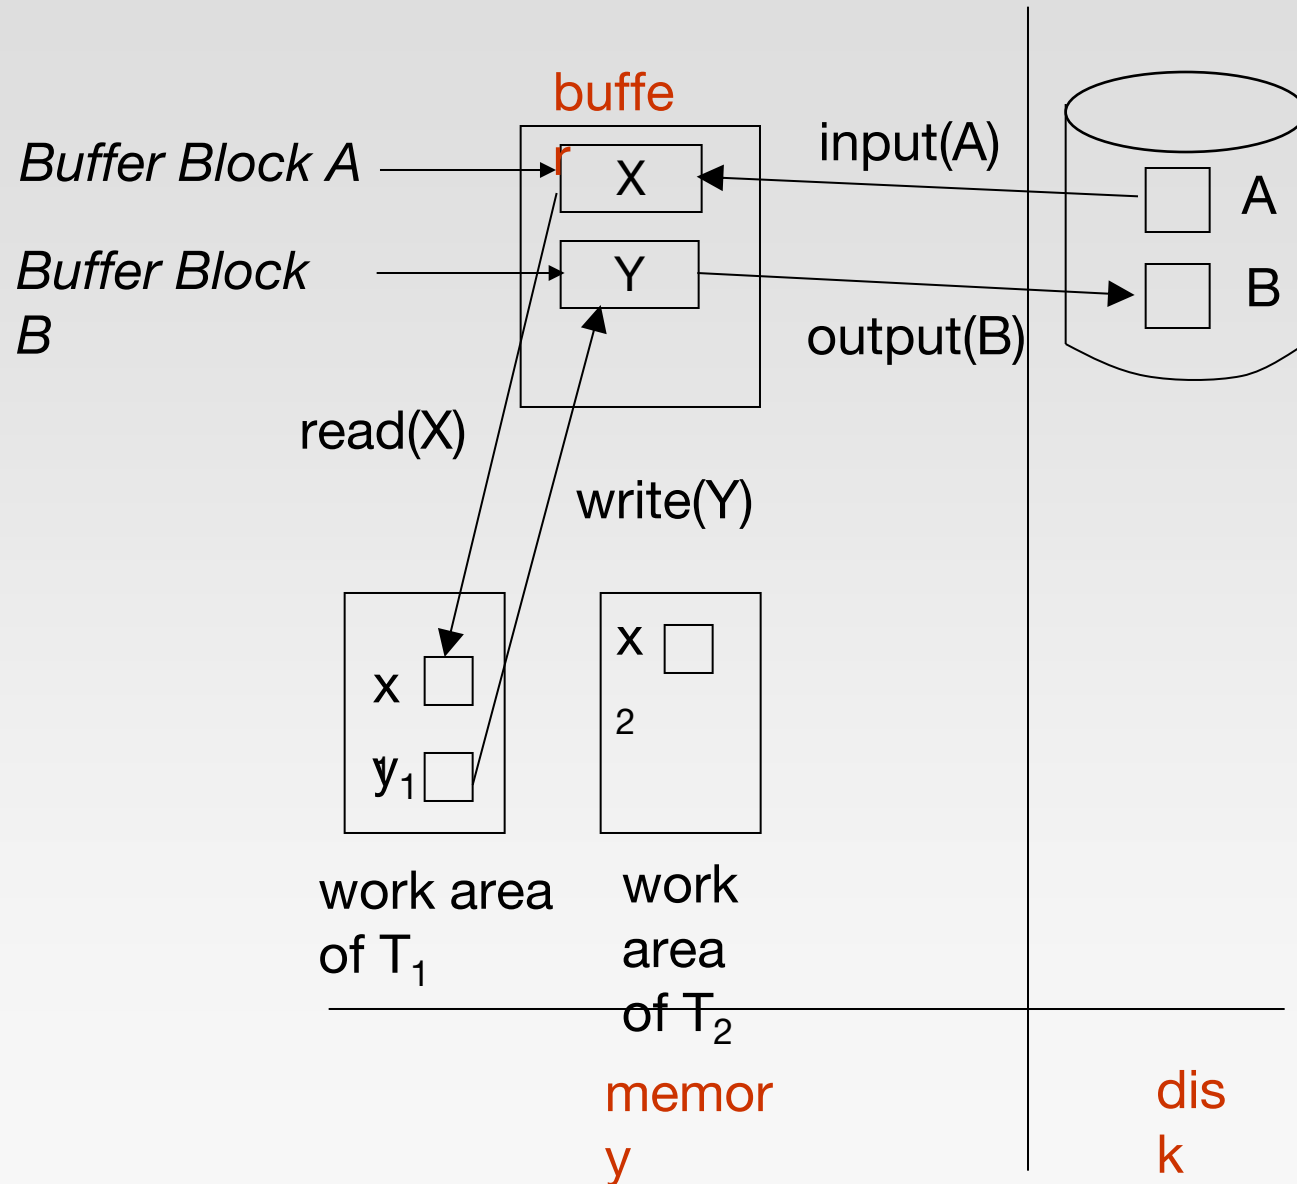 buffe
r
Buffer Block A
X
input(A)
A
Buffer Block
B
Y
B
output(B)
read(X)
write(Y)
x
1
y1
x
2
work area
of T1
work
area
of T2
memor
y
dis
k